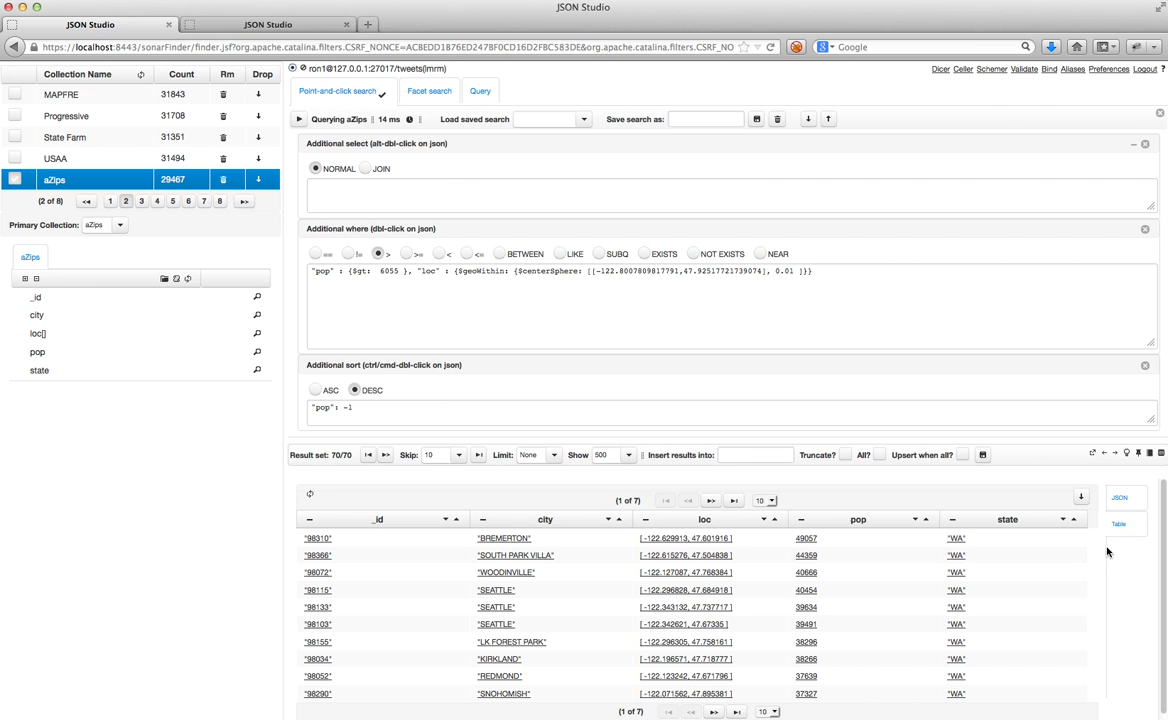 JSON Studio
JSON Studio JSON Studio
https://localhost:8443/sonarFinder/finder.jsf?org.apache.catalina.filters.CSRF_NONCE=AC8EDD1B76ED247BF0CD16D2FBC583DE&org.apache.catalina.filters.CSRF_NO Google
Collection Name Count Rm Drop
MAPFRE 31843
Progressive 31708
State Farm 31351
USAA 31494
aZips 29467
(2 of 8) 1 2 3 4 5 6 7 8
Primary Collection: aZips
aZips
_id
city
loc[]
pop
state
ron1@127.0.0.1:27017/tweets(lmrm)
Dicer Celler Schemer Validate Bind Aliases Preferences Logout ?
Point-and-click search Facet search Query
Querying aZips 14 ms Load saved search Save search as:
Additional select (alt-dbl-click on json)
NORMAL JOIN
Additional where (dbl-click on json)
== != > >= < <= BETWEEN LIKE SUBQ EXISTS NOT EXISTS NEAR
"pop" : {$gt: 6055 }, "loc" : {$geoWithin: {$centerSphere: [[-122.8007809817791,47.92517721739074], 0.01 ]}}
Additional sort (ctrl/cmd-dbl-click on json)
ASC DESC
"pop": -1
Result set: 70/70 Skip: 10 Limit: None Show 500 Insert results into: Truncate? All? Upsert when all?
(1 of 7) 10
JSON
Table
_id city loc pop state
"98310" "BREMERTON" [ -122.629913, 47.601916 ] 49057 "WA"
"98366" "SOUTH PARK VILLA" [ -122.615276, 47.504838 ] 44359 "WA"
"98072" "WOODINVILLE" [ -122.127087, 47.768384 ] 40666 "WA"
"98115" "SEATTLE" [ -122.296828, 47.684918 ] 40454 "WA"
"98133" "SEATTLE" [ -122.343132, 47.737717 ] 39634 "WA"
"98103" "SEATTLE" [ -122.342621, 47.67335 ] 39491 "WA"
"98155" "LK FOREST PARK" [ -122.296305, 47.758161 ] 38296 "WA"
"98034" "KIRKLAND" [ -122.196571, 47.718777 ] 38266 "WA"
"98052" "REDMOND" [ -122.123242, 47.671796 ] 37639 "WA"
"98290" "SNOHOMISH" [ -122.071562, 47.895381 ] 37327 "WA"
(1 of 7) 10